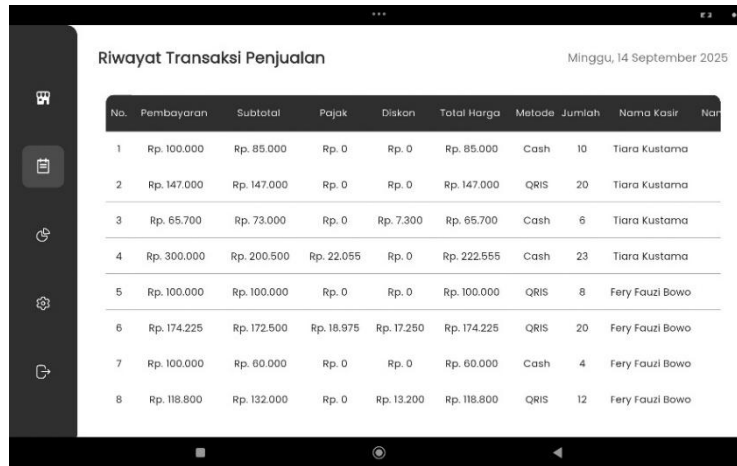 Riwayat Transaksi Penjualan
Minggu, 14 September 2025
No. Pembayaran Subtotal Pajak Diskon Total Harga Metode Jumlah Nama Kasir Nar
1 Rp. 100.000 Rp. 85.000 Rp. 0 Rp. 0 Rp. 85.000 Cash 10 Tiara Kustama
2 Rp. 147.000 Rp. 147.000 Rp. 0 Rp. 0 Rp. 147.000 QRIS 20 Tiara Kustama
3 Rp. 65.700 Rp. 73.000 Rp. 0 Rp. 7.300 Rp. 65.700 Cash 6 Tiara Kustama
4 Rp. 300.000 Rp. 200.500 Rp. 22.055 Rp. 0 Rp. 222.555 Cash 23 Tiara Kustama
5 Rp. 100.000 Rp. 100.000 Rp. 0 Rp. 0 Rp. 100.000 QRIS 8 Fery Fauzi Bowo
6 Rp. 174.225 Rp. 172.500 Rp. 18.975 Rp. 17.250 Rp. 174.225 QRIS 20 Fery Fauzi Bowo
7 Rp. 100.000 Rp. 60.000 Rp. 0 Rp. 0 Rp. 60.000 Cash 4 Fery Fauzi Bowo
8 Rp. 118.800 Rp. 132.000 Rp. 0 Rp. 13.200 Rp. 118.800 QRIS 12 Fery Fauzi Bowo